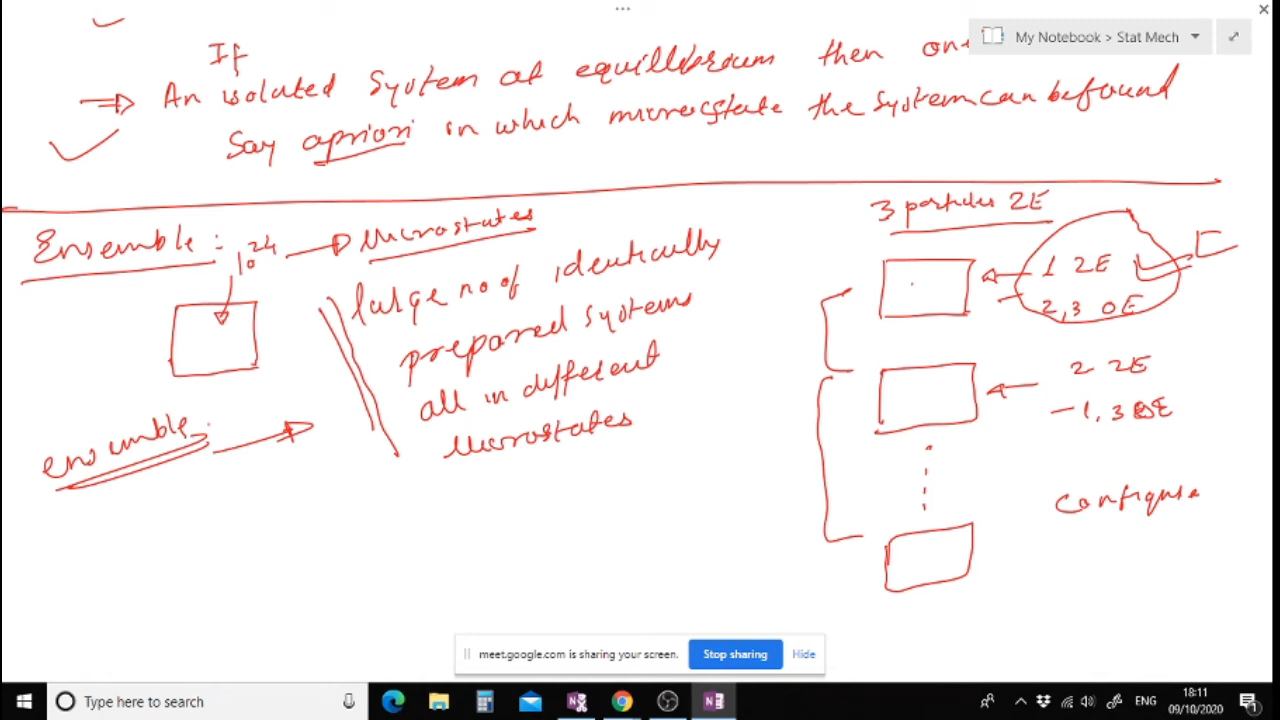 My Notebook > Stat Mech
If
An isolated System at equillibrium then
Say apriori in which microstate the System can be found
Ensemble :
10^24 → Microstates
large no of identically
prepared systems
all in different
Microstates
ensumble
3 particles 2E
1 2E
2,3 0E
2 2E
1,3 0E
configura
meet.google.com is sharing your screen.
Stop sharing
Hide
Type here to search
ENG
18:11
09/10/2020
1